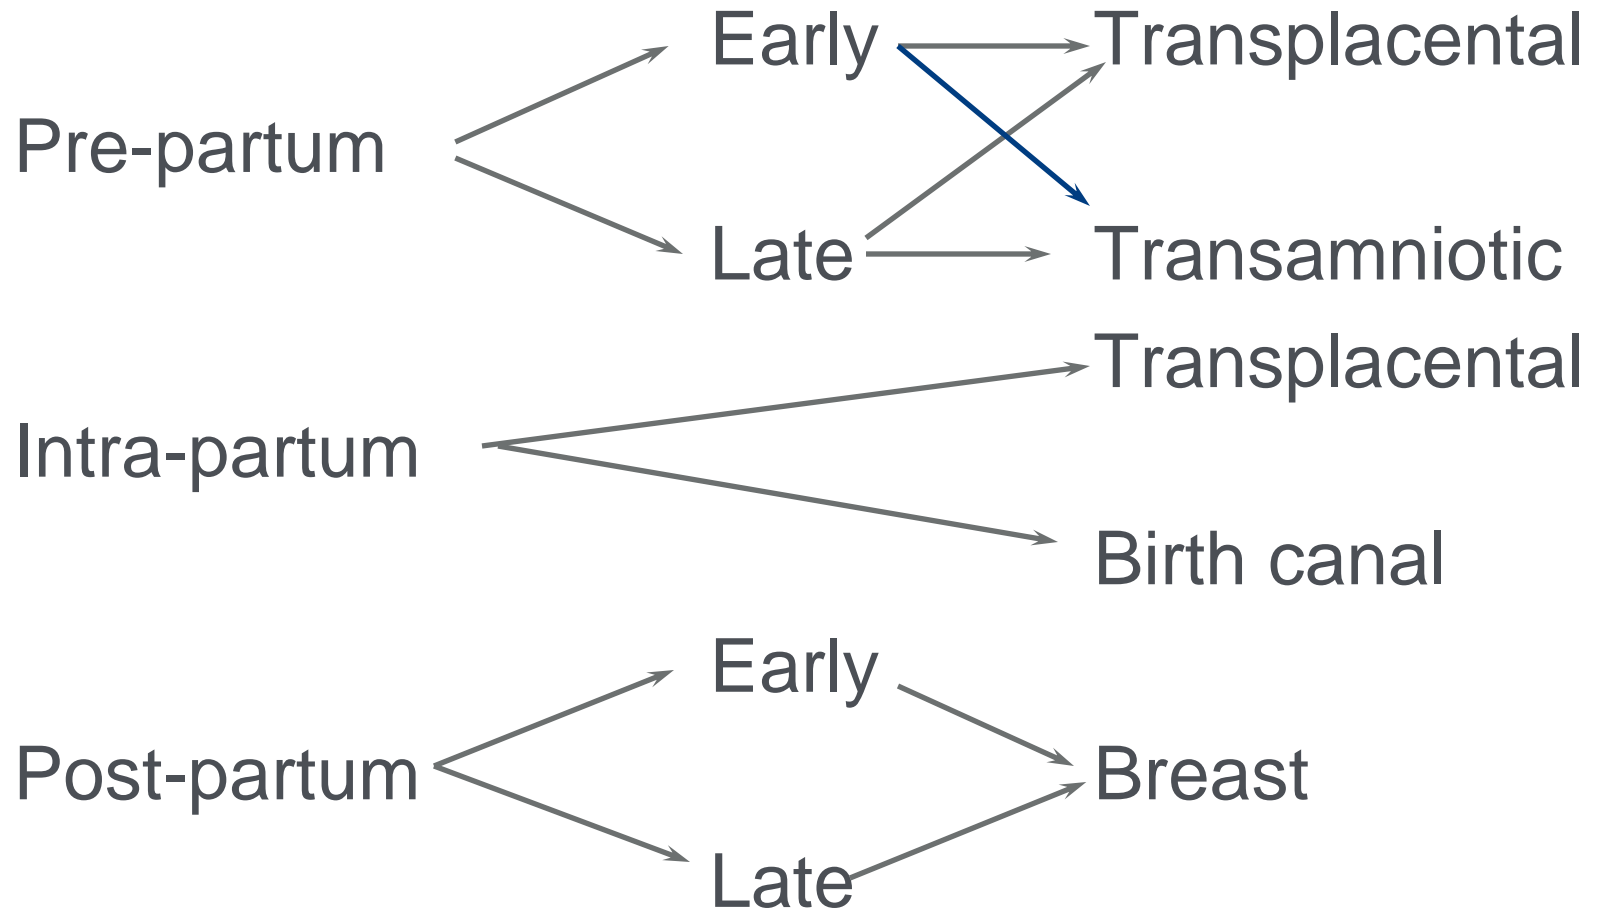 Early
Transplacental
Pre-partum
Late
Transamniotic
Transplacental
Intra-partum
Birth canal
Early
Post-partum
Breast
Late